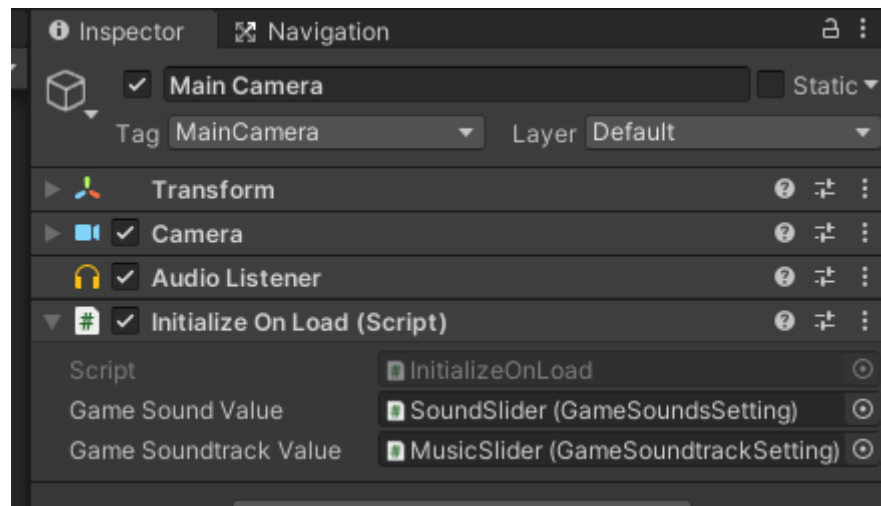 Inspector Navigation
Main Camera Static
Tag MainCamera Layer Default
Transform
Camera
Audio Listener
# Initialize On Load (Script)
Script InitializeOnLoad
Game Sound Value # SoundSlider (GameSoundsSetting)
Game Soundtrack Value # MusicSlider (GameSoundtrackSetting)